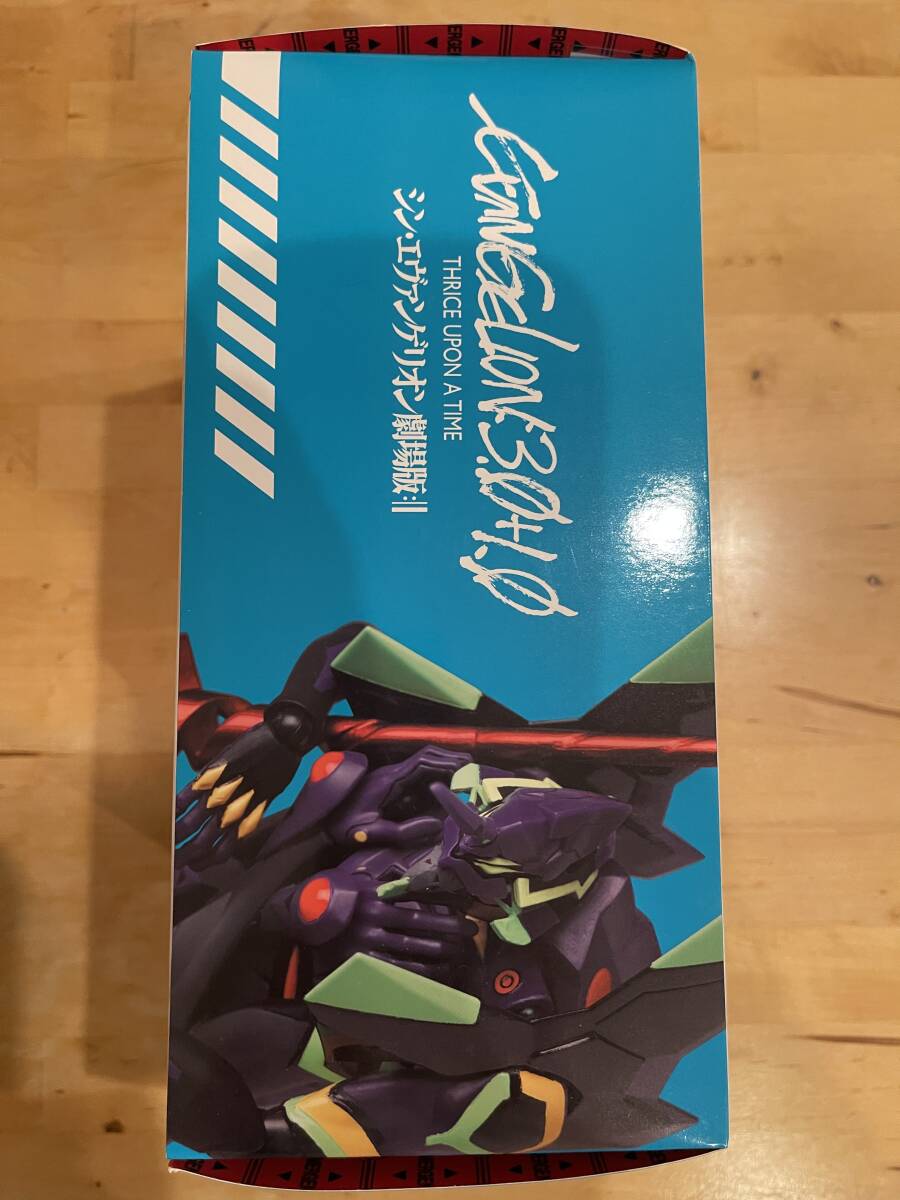 EVANGELION:3.0+1.0
THRICE UPON A TIME
シン・エヴァンゲリオン劇場版:||